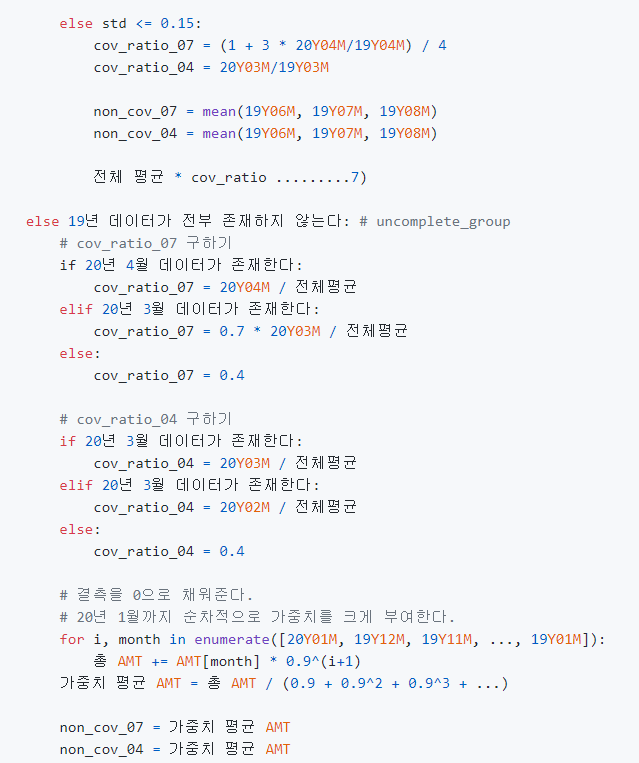 else std <= 0.15:
cov_ratio_07 = (1 + 3 * 20Y04M/19Y04M) / 4
cov_ratio_04 = 20Y03M/19Y03M
non_cov_07 = mean(19Y06M, 19Y07M, 19Y08M)
non_cov_04 = mean(19Y06M, 19Y07M, 19Y08M)
전체 평균 * cov_ratio .........7)
else 19년 데이터가 전부 존재하지 않는다: # uncomplete_group
# cov_ratio_07 구하기
if 20년 4월 데이터가 존재한다:
cov_ratio_07 = 20Y04M / 전체평균
elif 20년 3월 데이터가 존재한다:
cov_ratio_07 = 0.7 * 20Y03M / 전체평균
else:
cov_ratio_07 = 0.4
# cov_ratio_04 구하기
if 20년 3월 데이터가 존재한다:
cov_ratio_04 = 20Y03M / 전체평균
elif 20년 3월 데이터가 존재한다:
cov_ratio_04 = 20Y02M / 전체평균
else:
cov_ratio_04 = 0.4
# 결측을 0으로 채워준다.
# 20년 1월까지 순차적으로 가중치를 크게 부여한다.
for i, month in enumerate([20Y01M, 19Y12M, 19Y11M, ..., 19Y01M]):
총 AMT += AMT[month] * 0.9^(i+1)
가중치 평균 AMT = 총 AMT / (0.9 + 0.9^2 + 0.9^3 + ...)
non_cov_07 = 가중치 평균 AMT
non_cov_04 = 가중치 평균 AMT